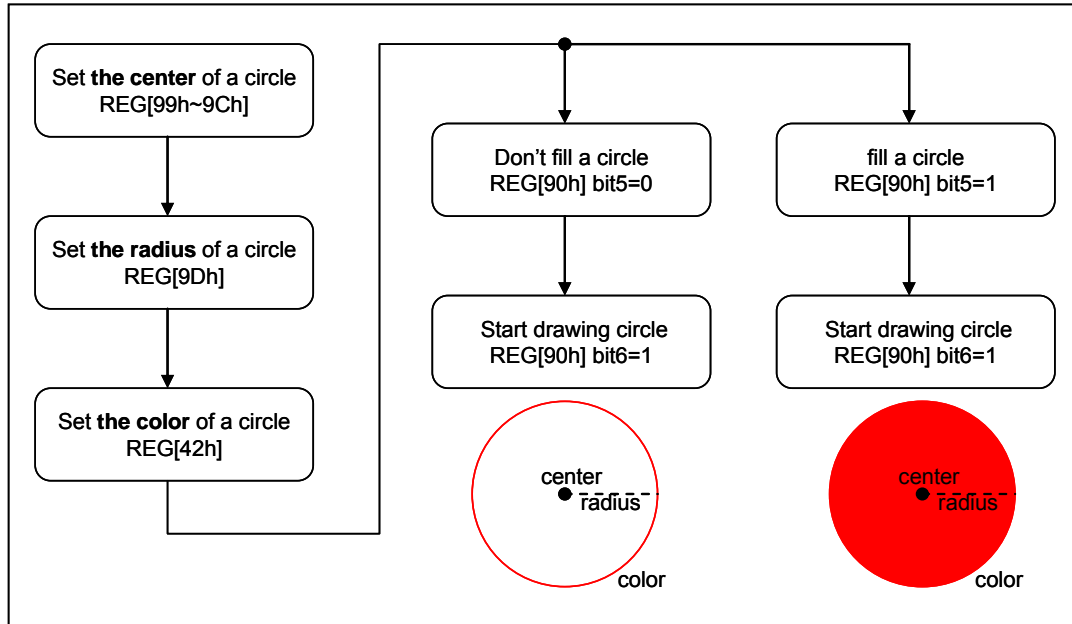 Set the center of a circle
REG[99h~9Ch]
Set the radius of a circle
REG[9Dh]
Set the color of a circle
REG[42h]
Don't fill a circle
REG[90h] bit5=0
Start drawing circle
REG[90h] bit6=1
center
radius
color
fill a circle
REG[90h] bit5=1
Start drawing circle
REG[90h] bit6=1
center
radius
color